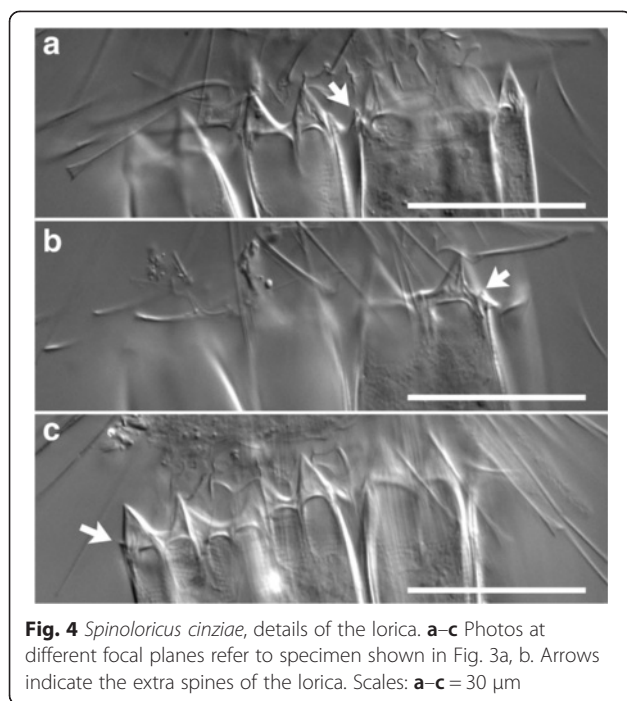 a
b
c
Fig. 4 Spinoloricus cinziae, details of the lorica. a–c Photos at
different focal planes refer to specimen shown in Fig. 3a, b. Arrows
indicate the extra spines of the lorica. Scales: a–c = 30 μm